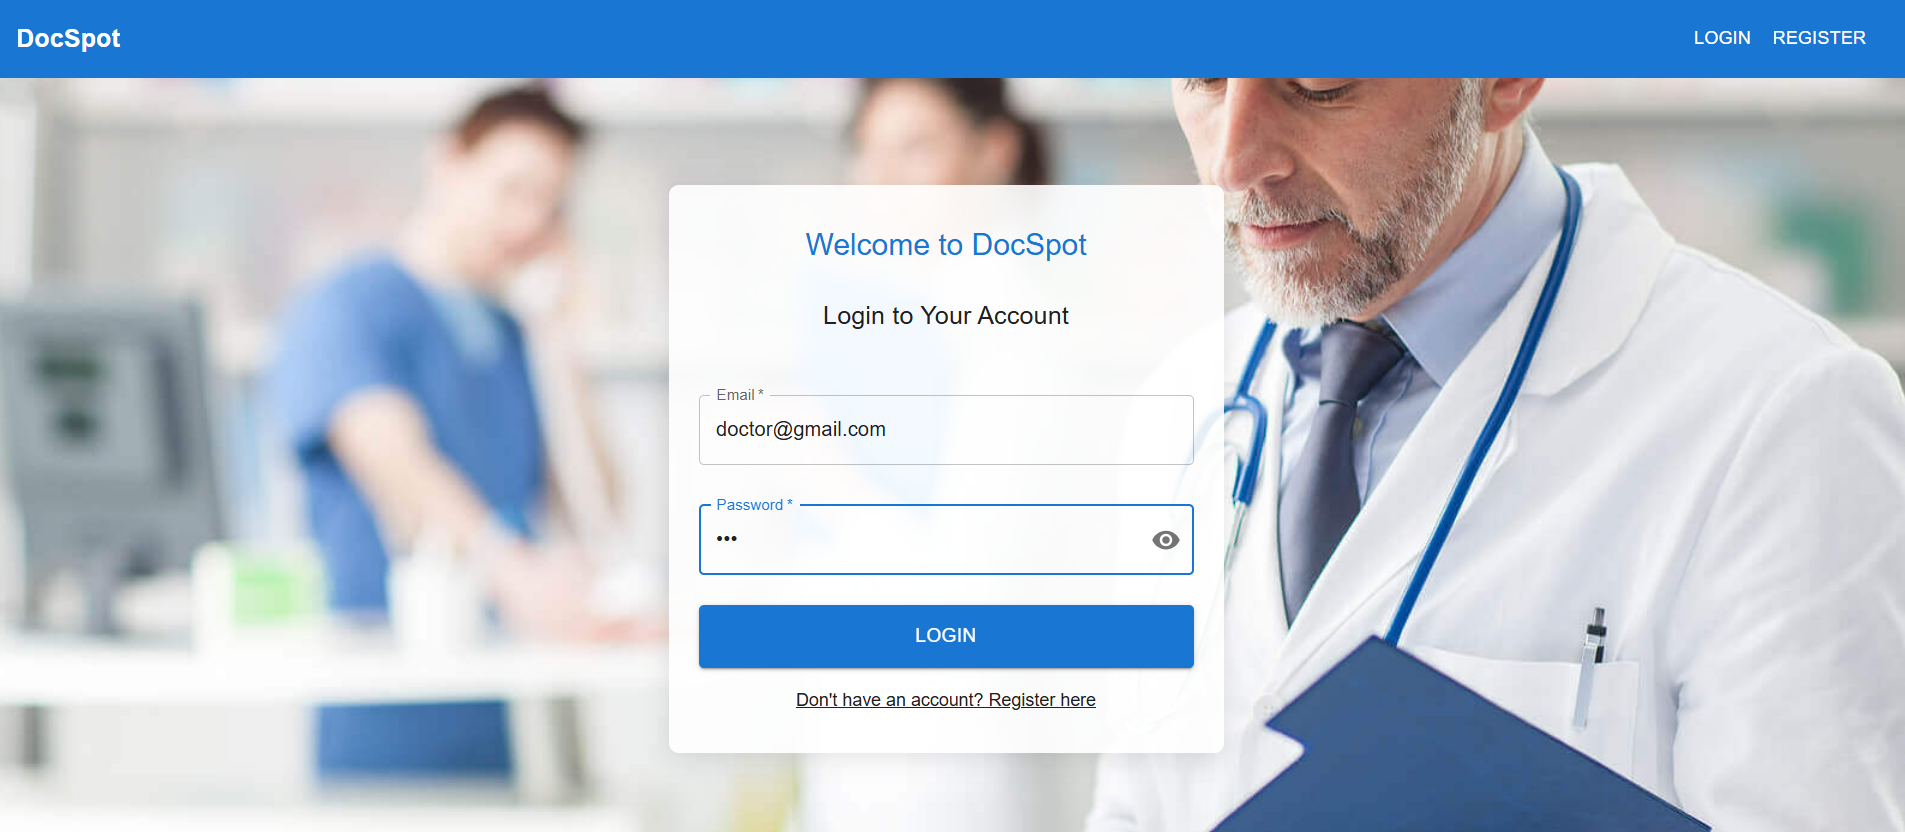 DocSpot
LOGIN REGISTER
Welcome to DocSpot
Login to Your Account
Email *
doctor@gmail.com
Password *
•••
LOGIN
Don't have an account? Register here